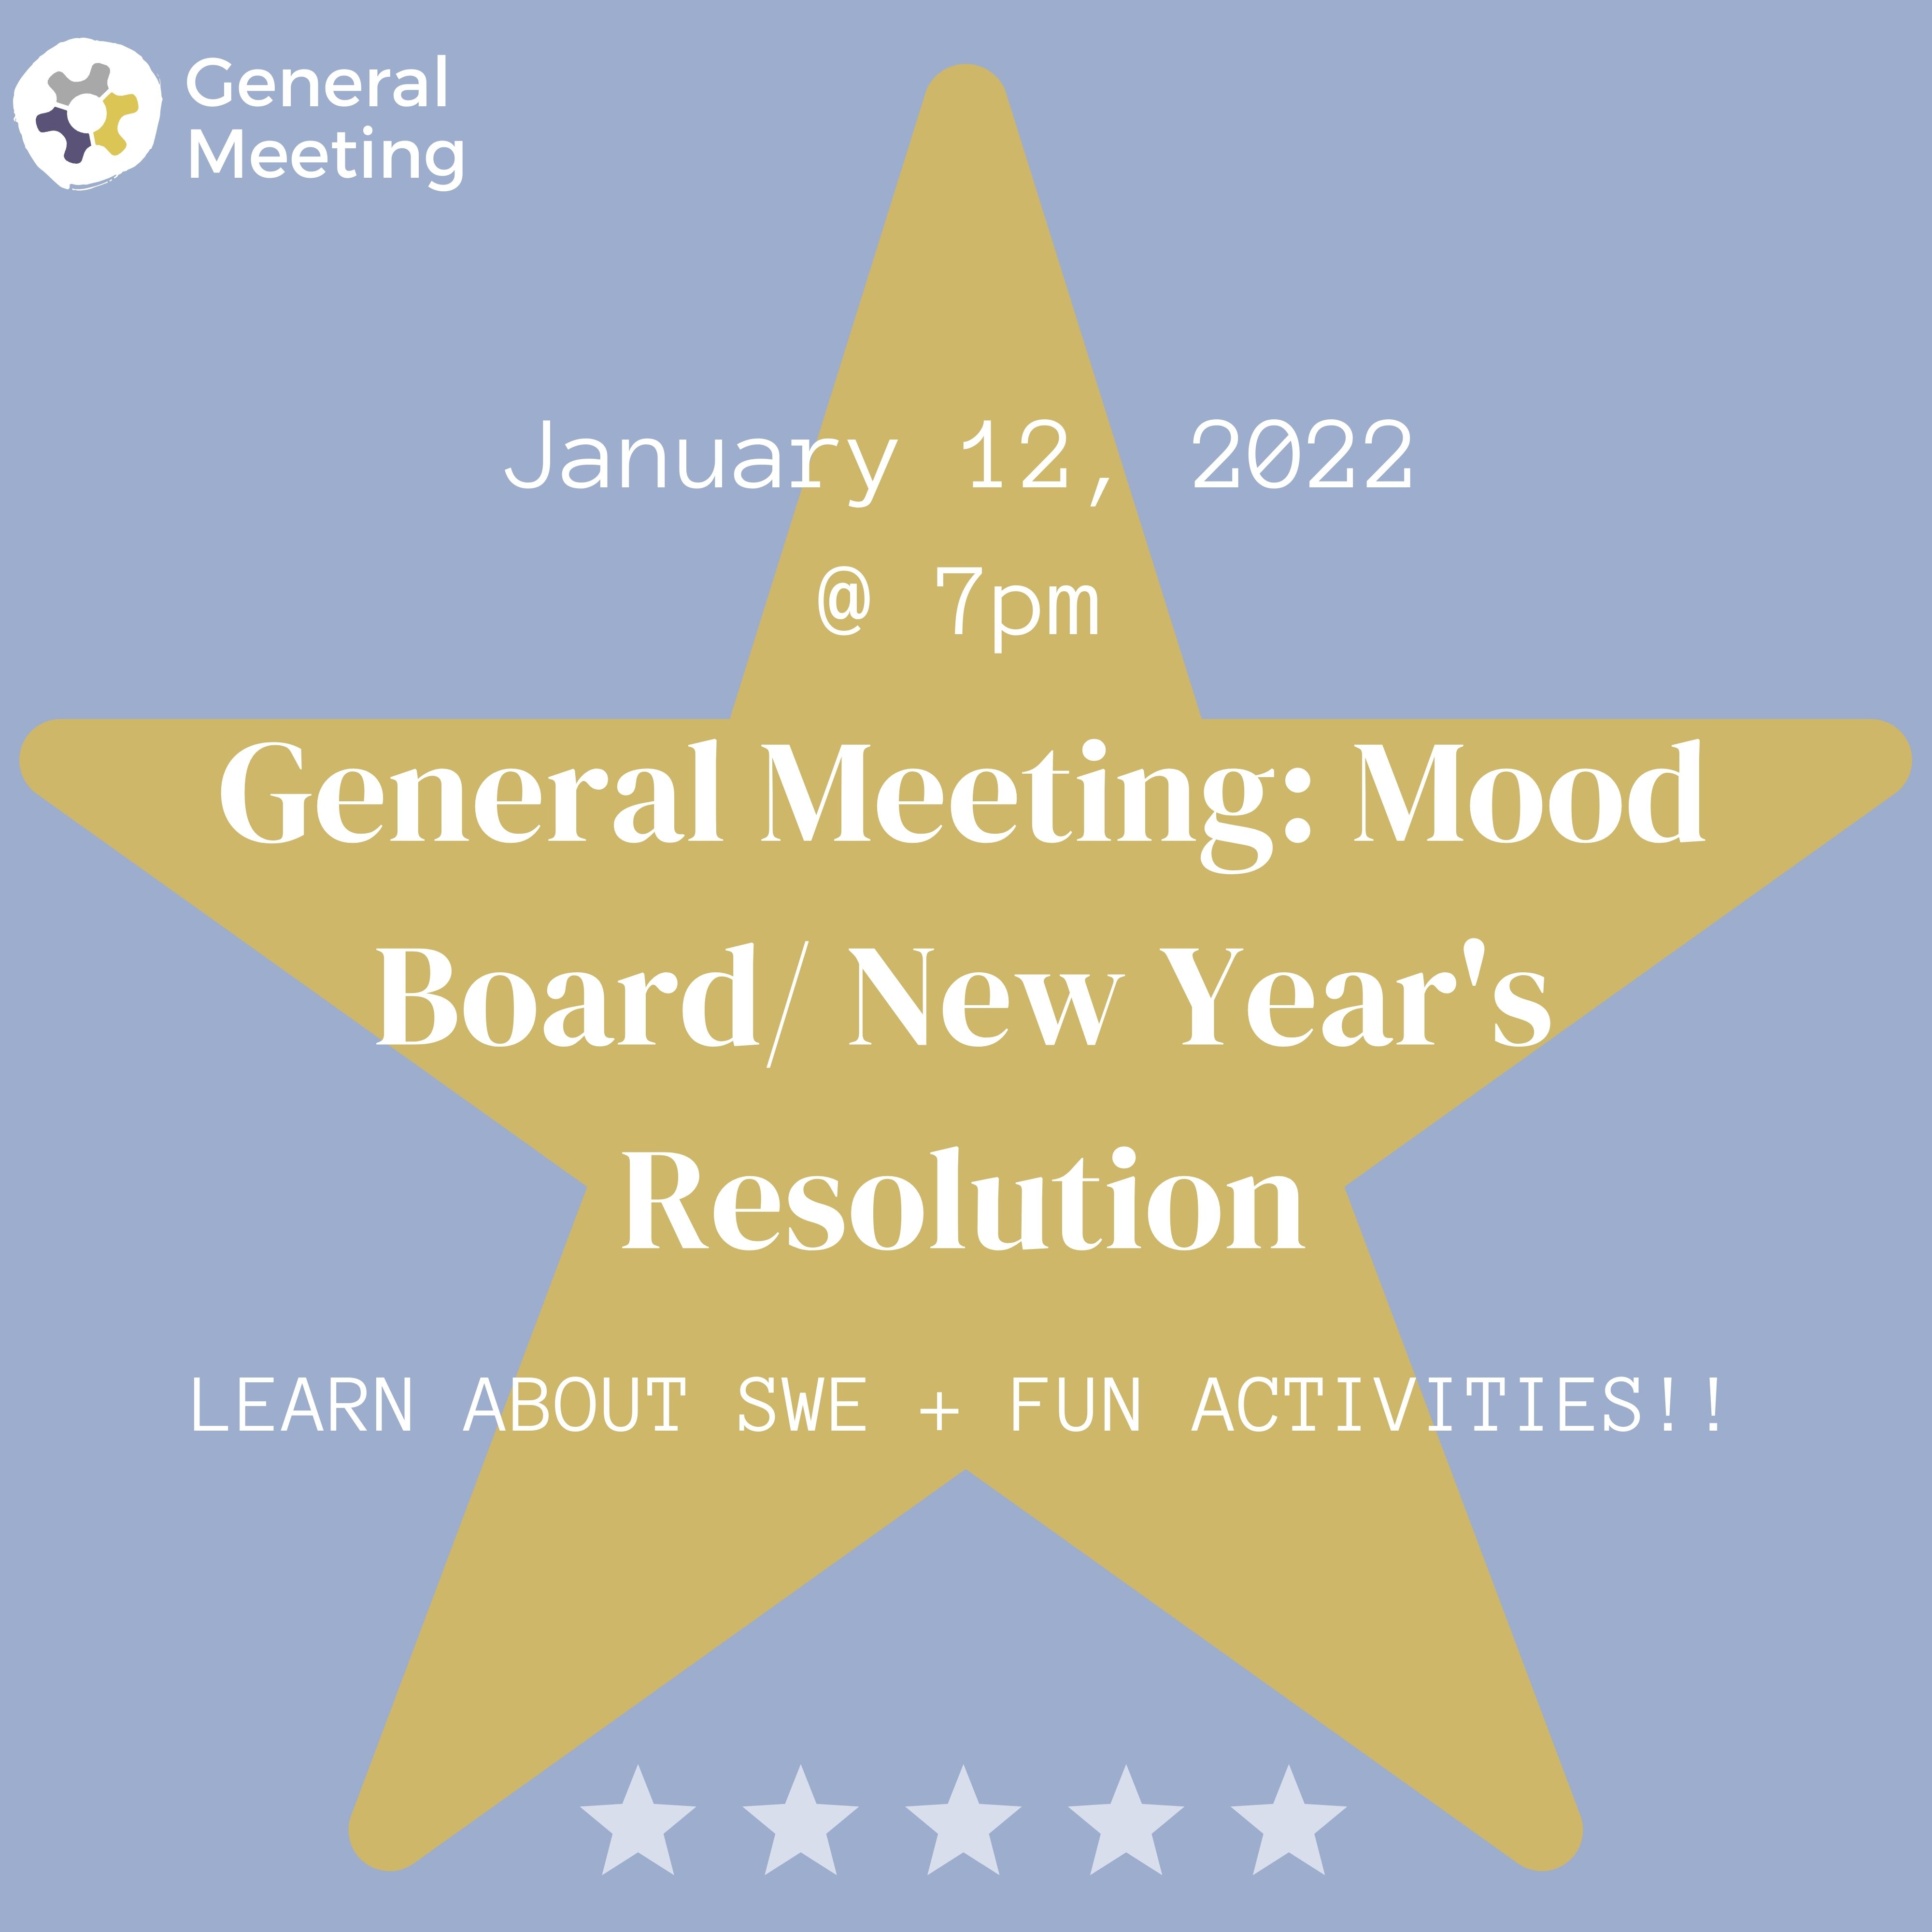 General
Meeting
January 12, 2022
@ 7pm
General Meeting: Mood
Board/New Year's
Resolution
LEARN ABOUT SWE + FUN ACTIVITIES!!